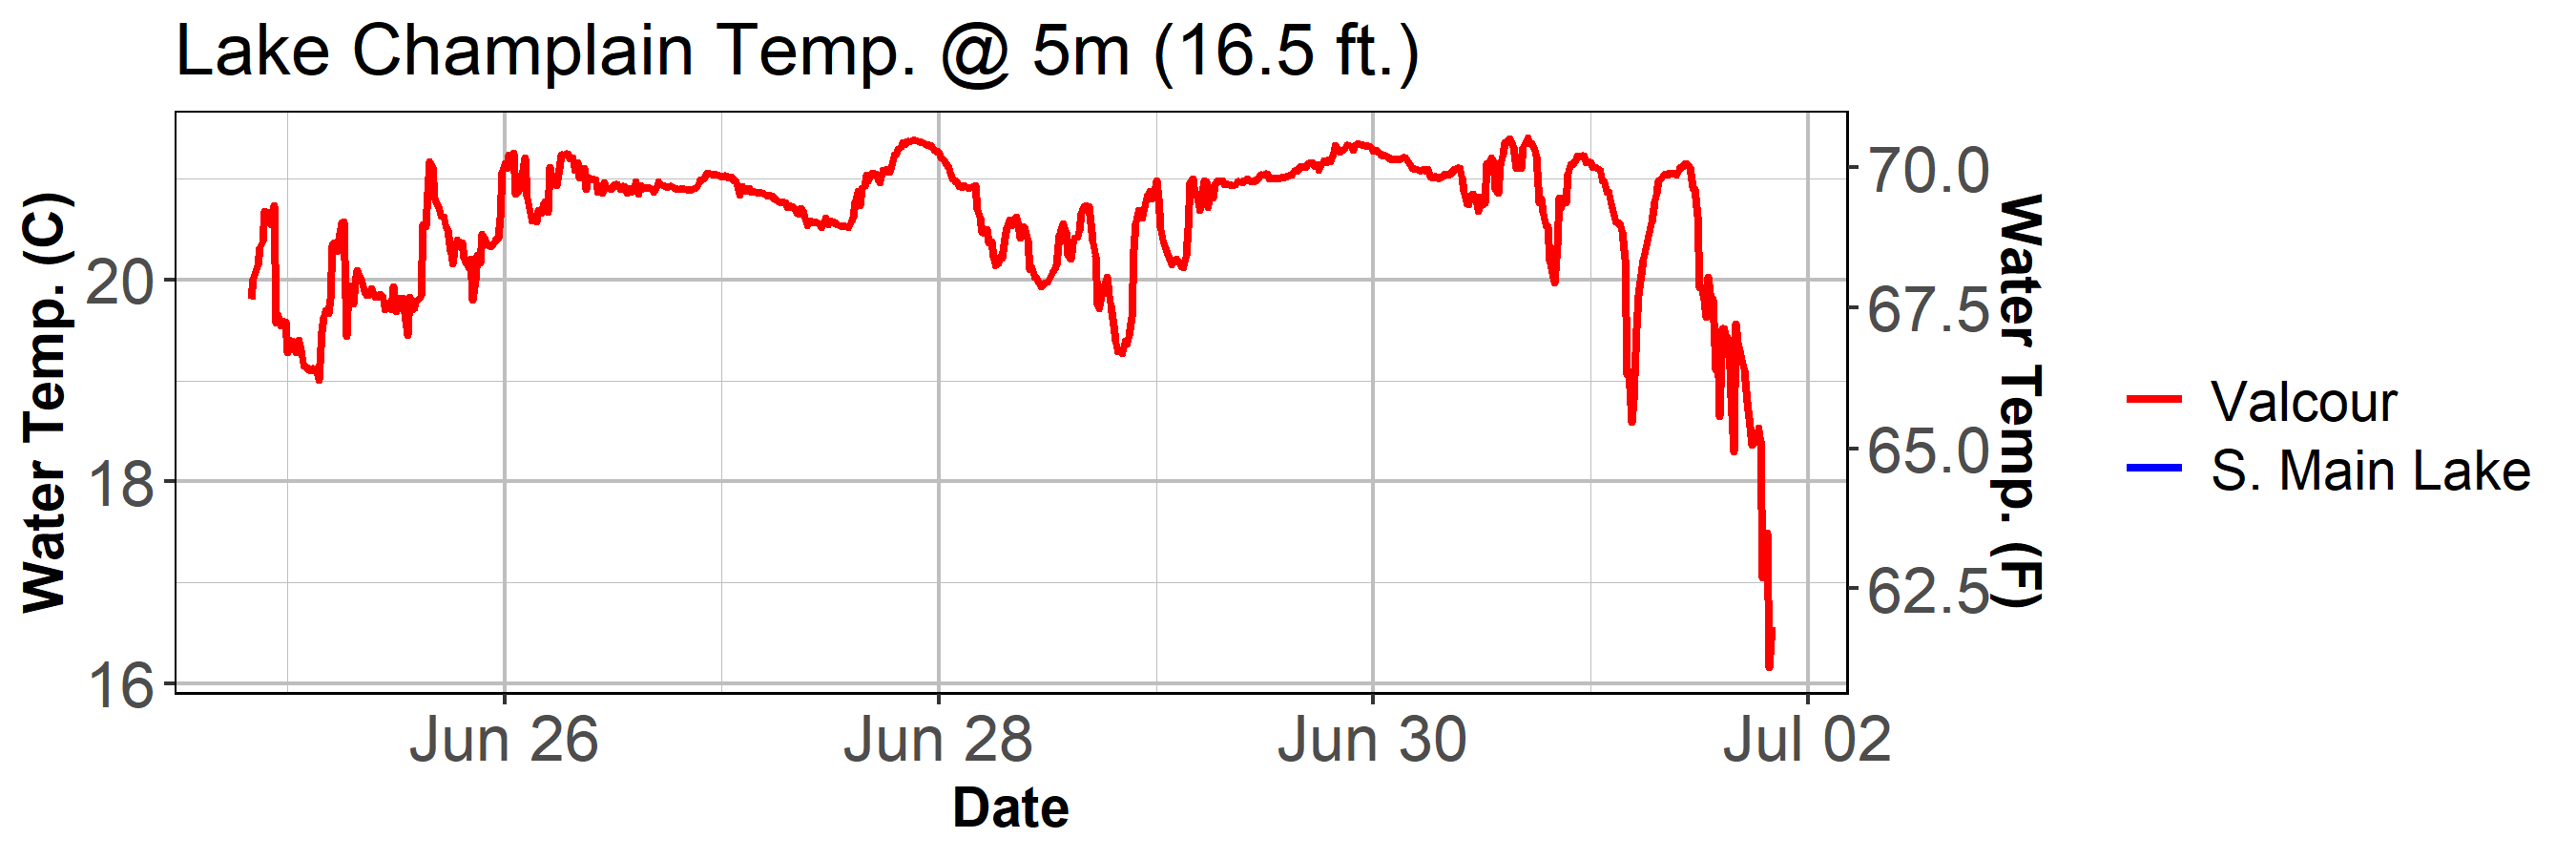 Lake Champlain Temp. @ 5m (16.5 ft.)
Water Temp. (C)
20
18
16
70.0
67.5
65.0
62.5
Water Temp. (F)
Jun 26
Jun 28
Jun 30
Jul 02
Date
Valcour
S. Main Lake